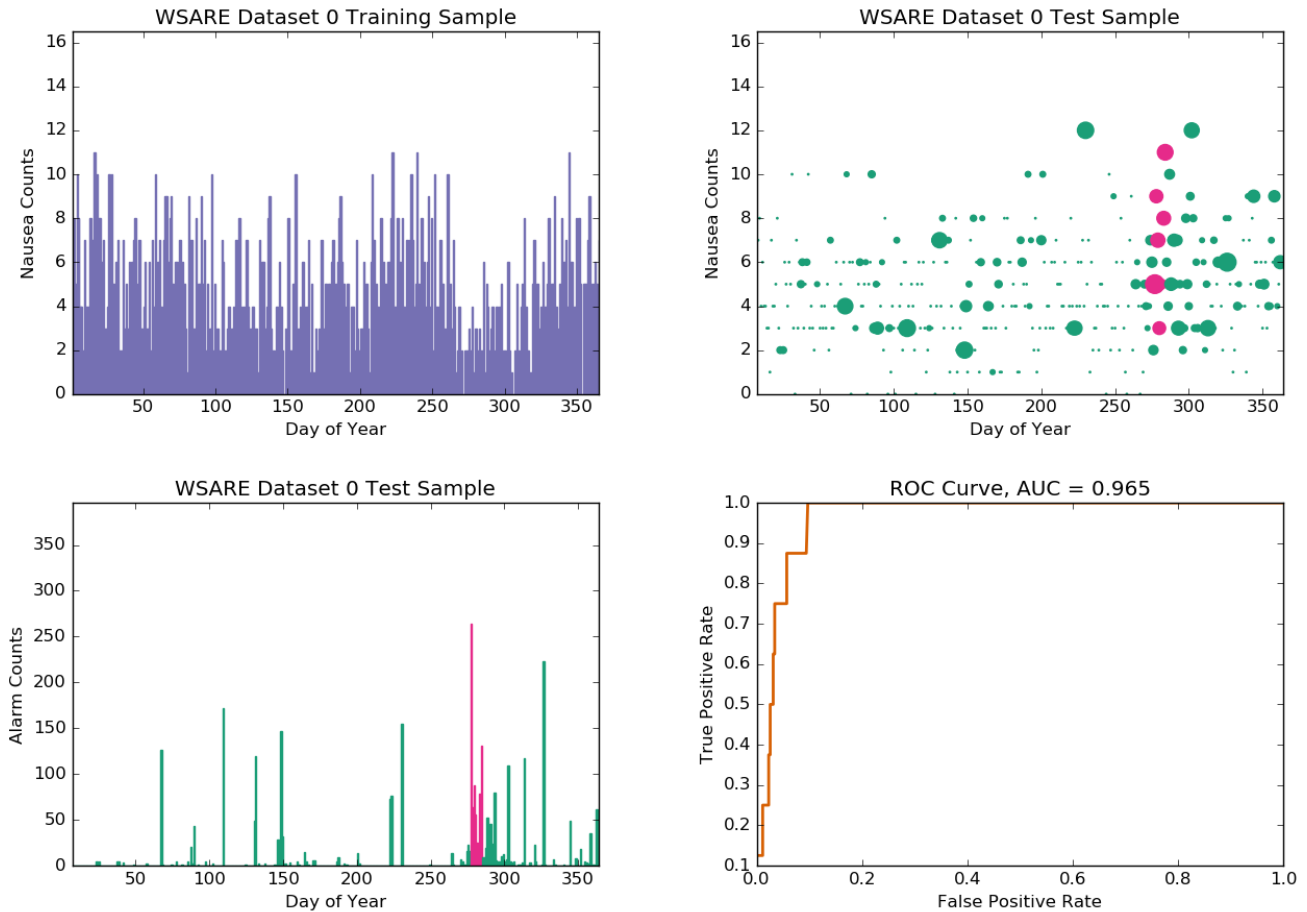 WSARE Dataset 0 Training Sample
16
14
12
10
8
6
4
2
0
Nausea Counts
50 100 150 200 250 300 350
Day of Year
WSARE Dataset 0 Test Sample
16
14
12
10
8
6
4
2
0
Nausea Counts
50 100 150 200 250 300 350
Day of Year
WSARE Dataset 0 Test Sample
350
300
250
200
150
100
50
0
Alarm Counts
50 100 150 200 250 300 350
Day of Year
ROC Curve, AUC = 0.965
1.0
0.9
0.8
0.7
0.6
0.5
0.4
0.3
0.2
0.1
True Positive Rate
0.0 0.2 0.4 0.6 0.8 1.0
False Positive Rate